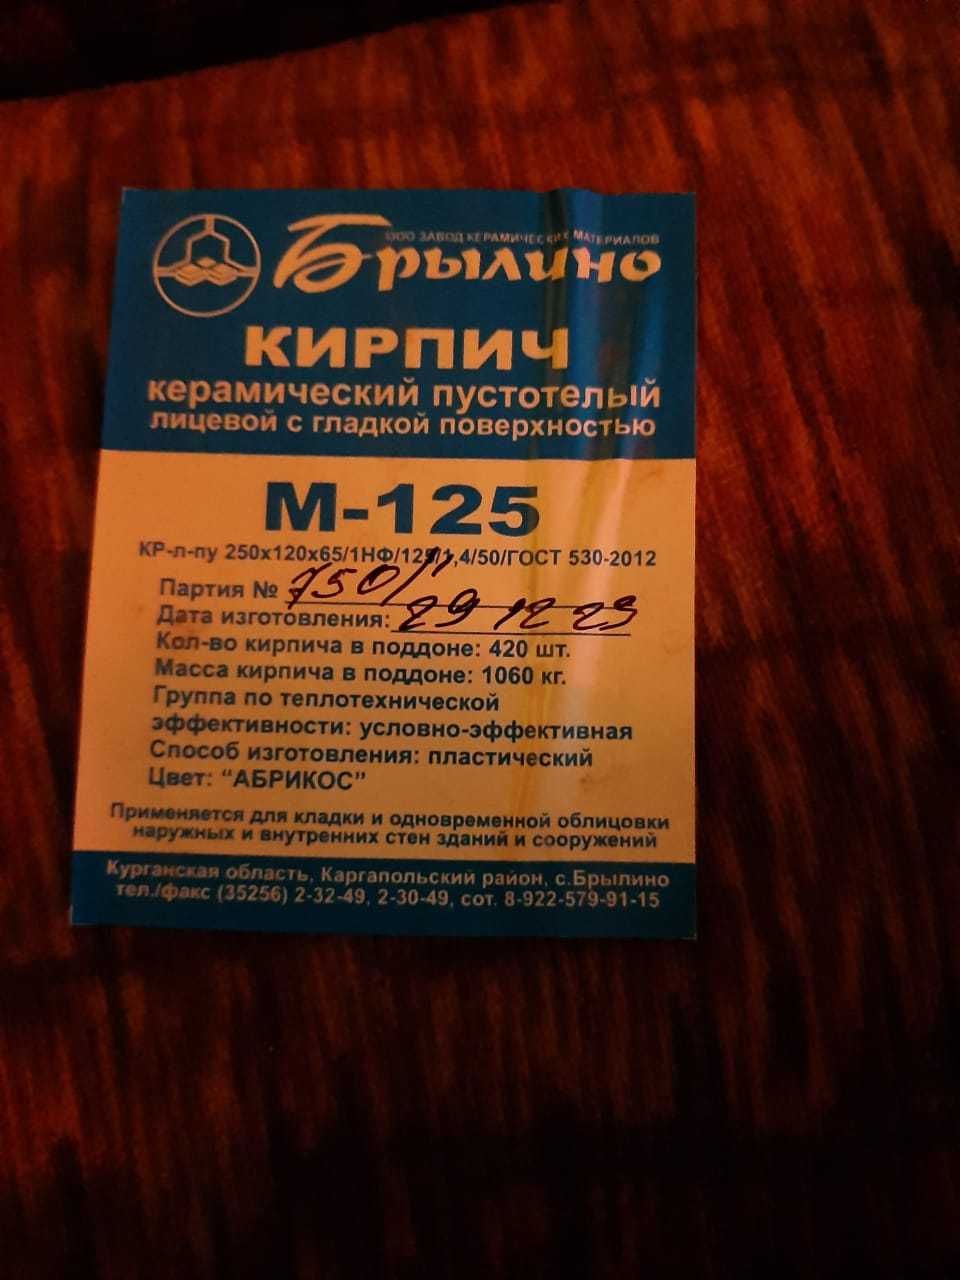 ООО ЗАВОД КЕРАМИЧЕСКИХ МАТЕРИАЛОВ
Брылино
КИРПИЧ
керамический пустотелый
лицевой с гладкой поверхностью
М-125
КР-л-пу 250х120х65/1НФ/125/1,4/50/ГОСТ 530-2012
Партия № 750/
Дата изготовления: 29 12 23
Кол-во кирпича в поддоне: 420 шт.
Масса кирпича в поддоне: 1060 кг.
Группа по теплотехнической
эффективности: условно-эффективная
Способ изготовления: пластический
Цвет: “АБРИКОС”
Применяется для кладки и одновременной облицовки
наружных и внутренних стен зданий и сооружений
Курганская область, Каргапольский район, с.Брылино
тел./факс (35256) 2-32-49, 2-30-49, сот. 8-922-579-91-15